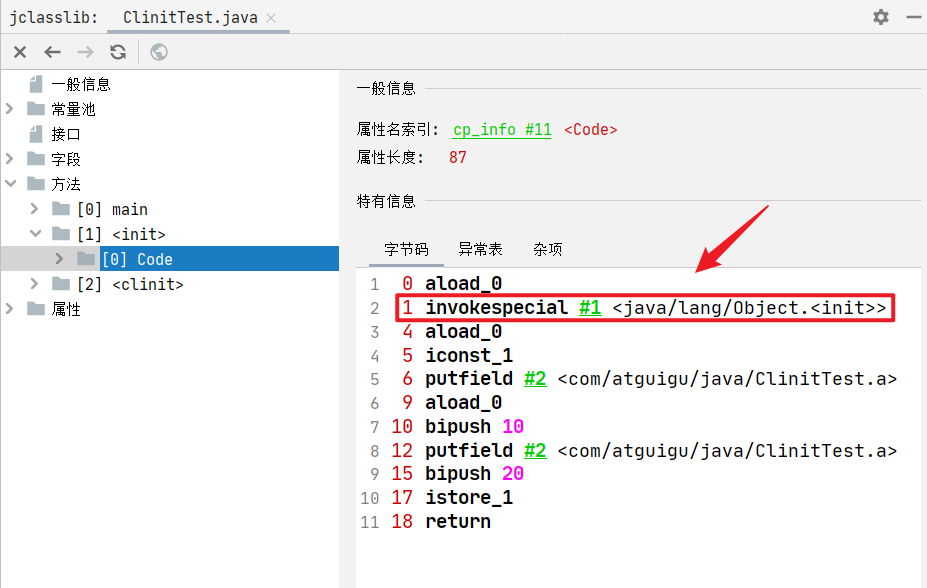 jclasslib: ClinitTest.java
一般信息
常量池
接口
字段
方法
[0] main
[1] <init>
[0] Code
[2] <clinit>
属性
一般信息
属性名索引: cp_info #11 <Code>
属性长度: 87
特有信息
字节码 异常表 杂项
1 0 aload_0
2 1 invokespecial #1 <java/lang/Object.<init>>
3 4 aload_0
4 5 iconst_1
5 6 putfield #2 <com/atguigu/java/ClinitTest.a>
6 9 aload_0
7 10 bipush 10
8 12 putfield #2 <com/atguigu/java/ClinitTest.a>
9 15 bipush 20
10 17 istore_1
11 18 return